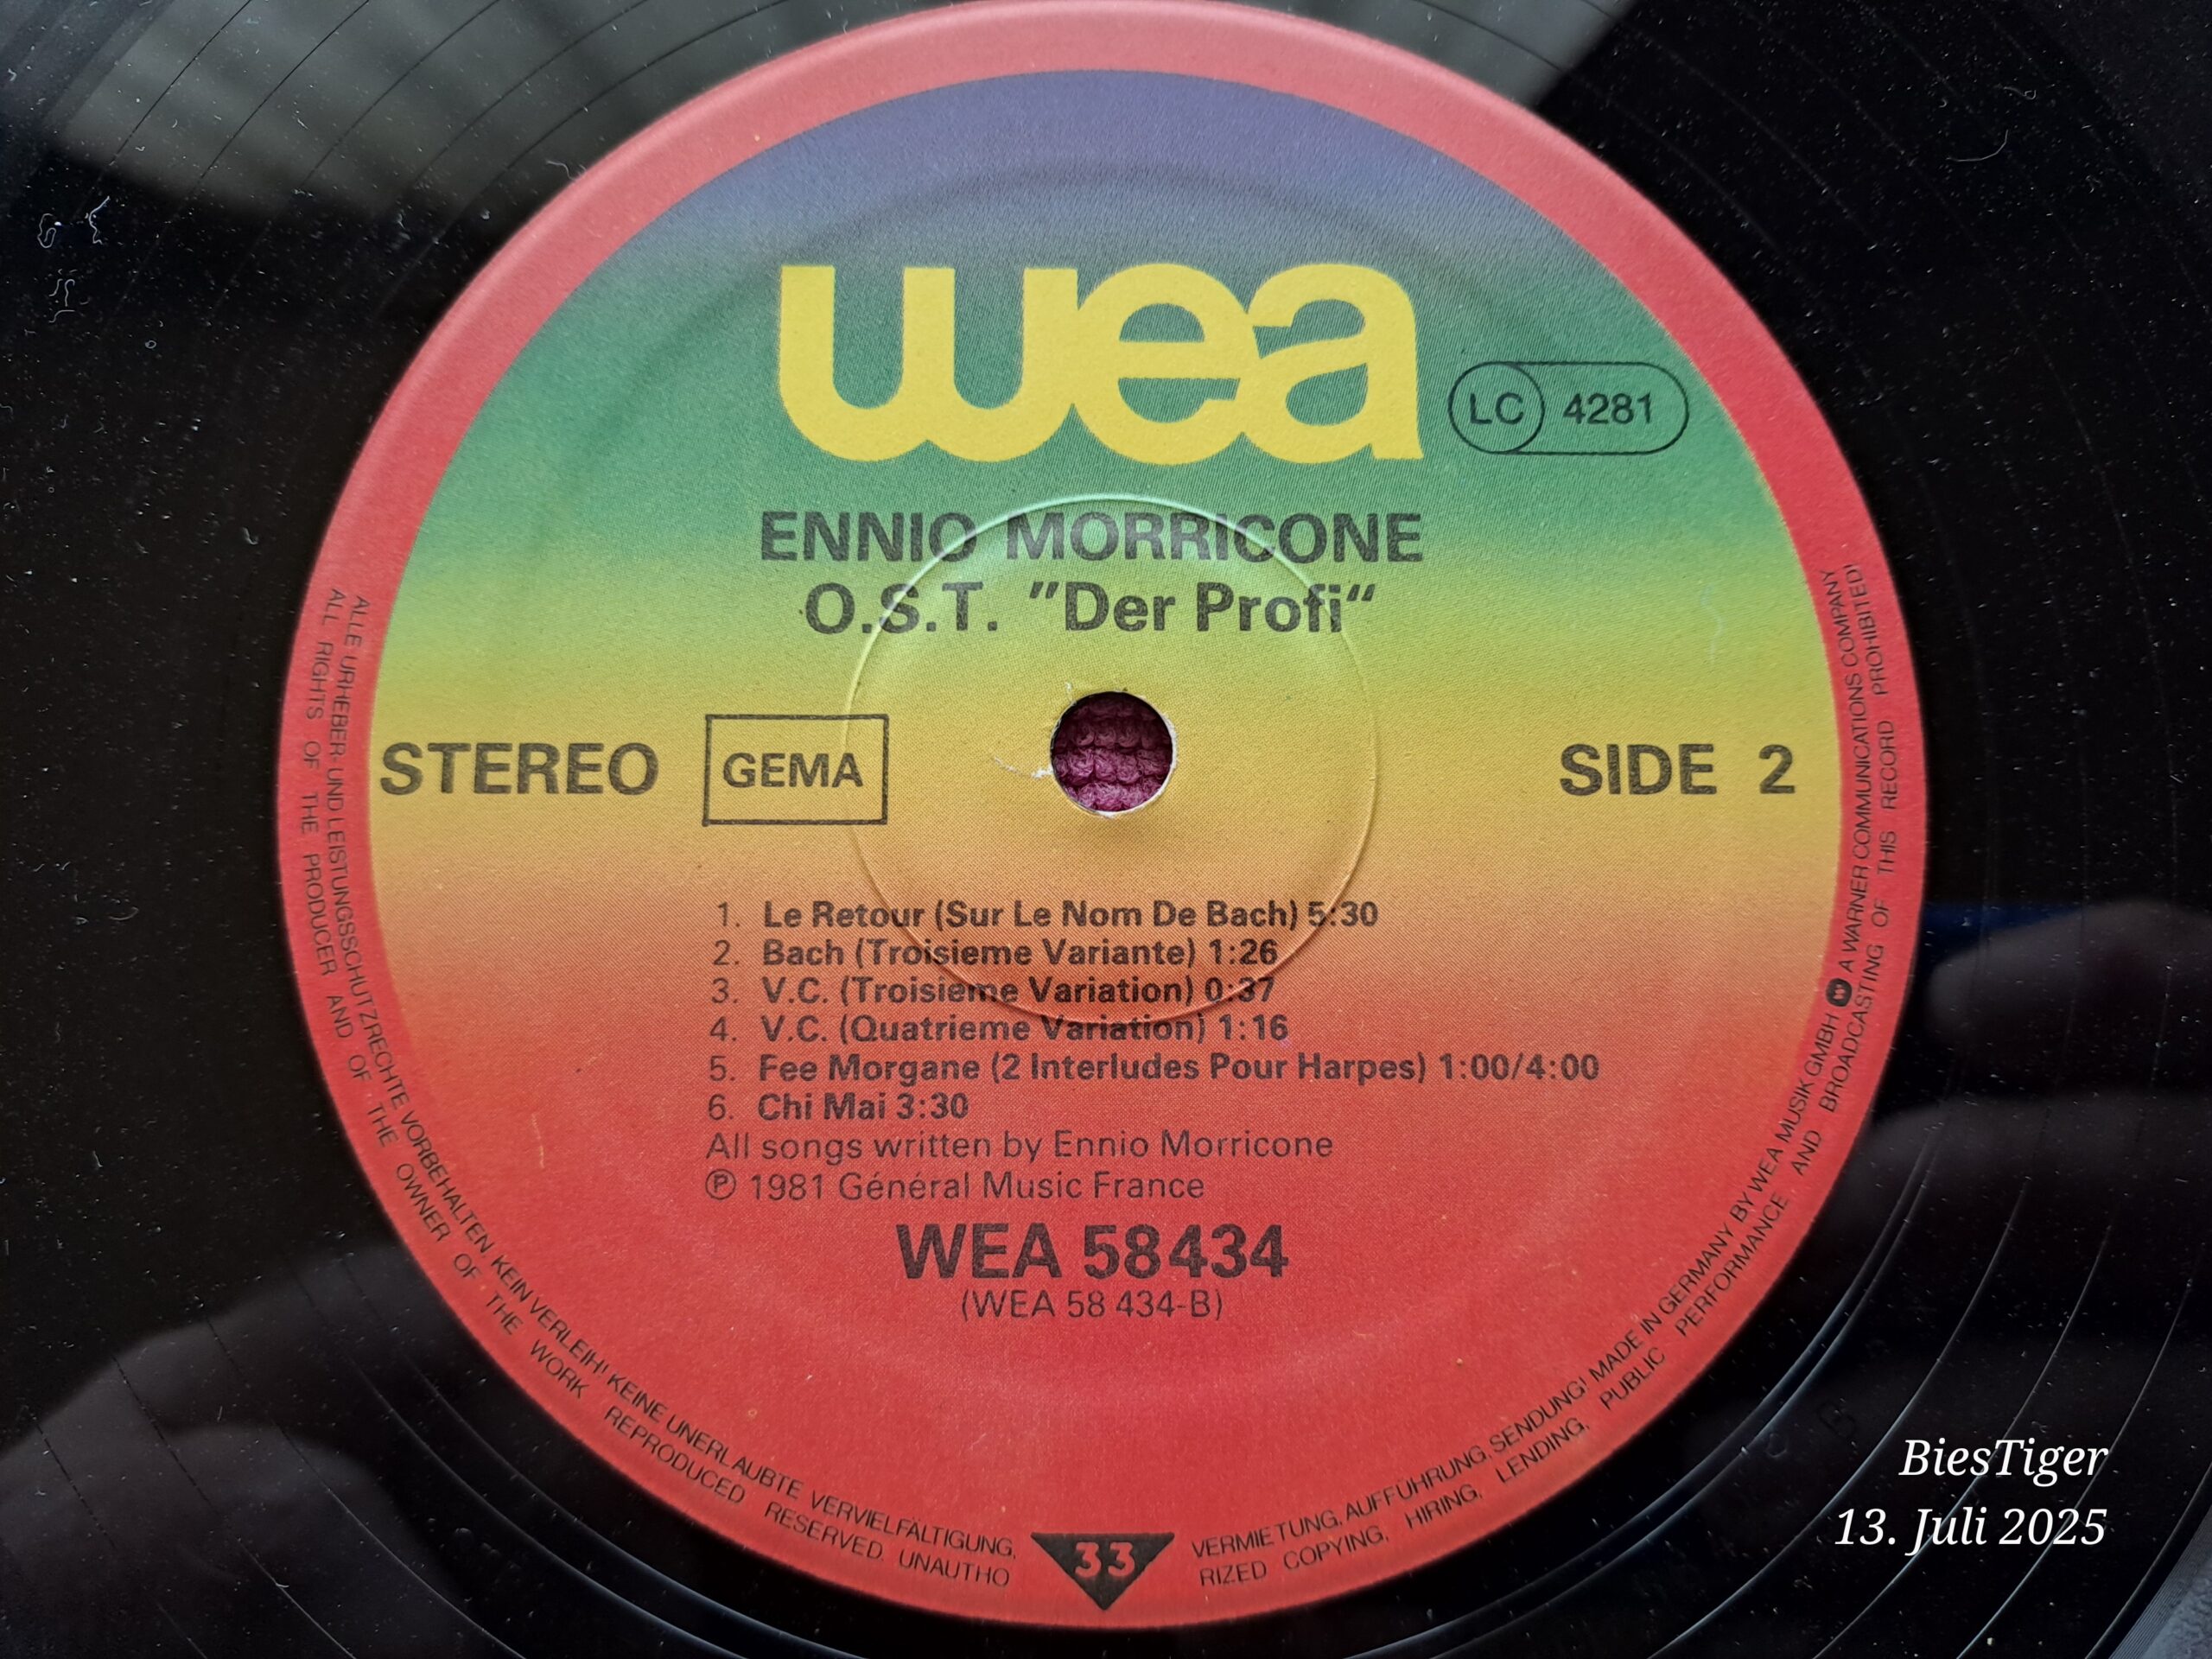 wea
LC 4281
ENNIO MORRICONE
O.S.T. "Der Profi“
STEREO GEMA SIDE 2
1. Le Retour (Sur Le Nom De Bach) 5:30
2. Bach (Troisieme Variante) 1:26
3. V.C. (Troisieme Variation) 0:37
4. V.C. (Quatrieme Variation) 1:16
5. Fee Morgane (2 Interludes Pour Harpes) 1:00/4:00
6. Chi Mai 3:30
All songs written by Ennio Morricone
℗ 1981 Général Music France
WEA 58434
(WEA 58 434-B)
ALLE URHEBER- UND LEISTUNGSSCHUTZRECHTE VORBEHALTEN KEIN VERLEIH! KEINE UNERLAUBTE VERVIELFÄLTIGUNG, VERMIETUNG, AUFFÜHRUNG, SENDUNG! MADE IN GERMANY BY WEA MUSIK GMBH A WARNER COMMUNICATIONS COMPANY
ALL RIGHTS OF THE PRODUCER AND OF THE OWNER OF THE WORK REPRODUCED RESERVED. UNAUTHO RIZED COPYING, HIRING, LENDING, PUBLIC PERFORMANCE AND BROADCASTING OF THIS RECORD PROHIBITED!
33
BiesTiger
13. Juli 2025